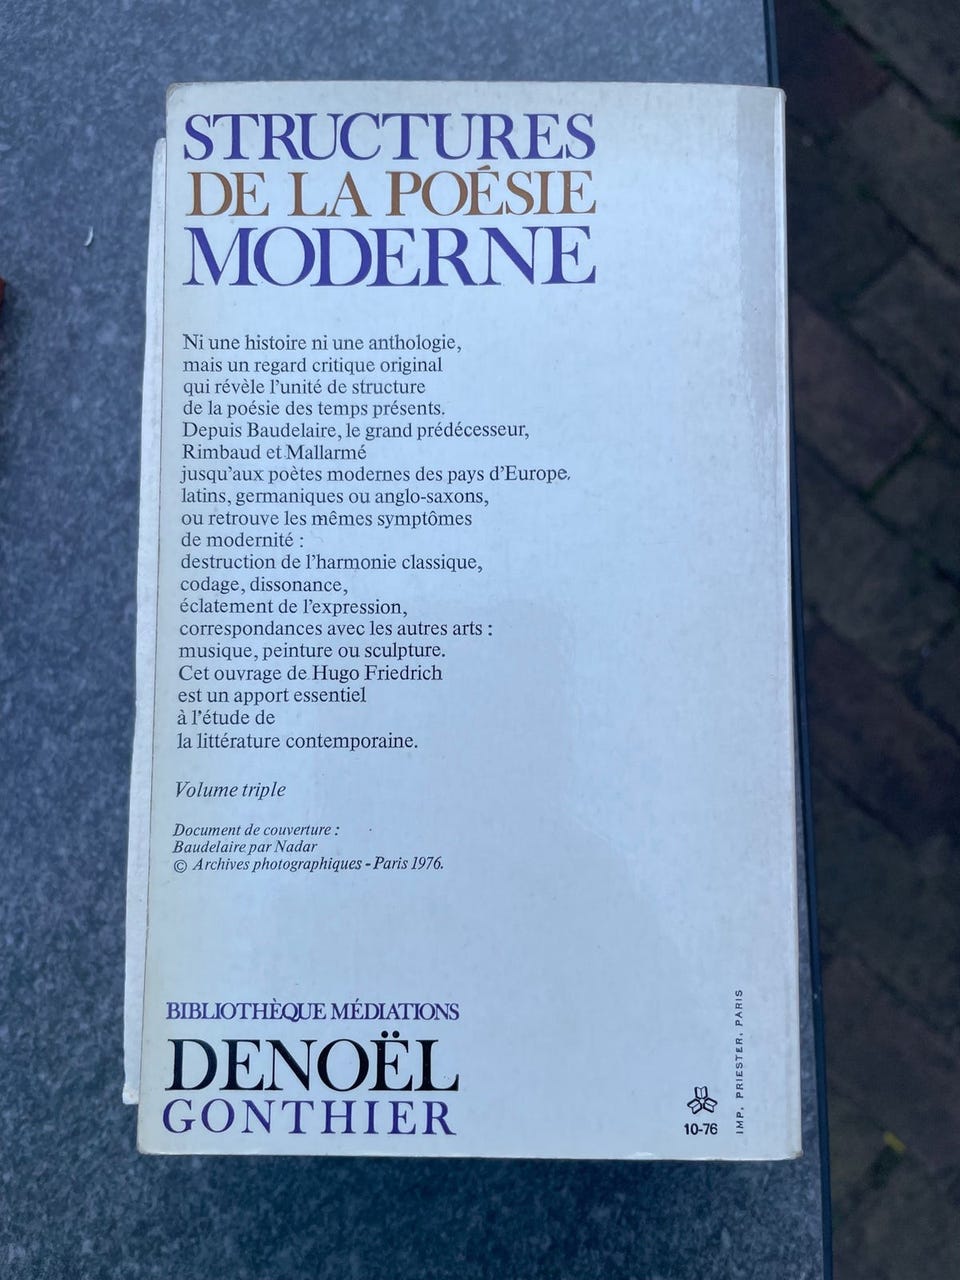 STRUCTURES
DE LA POÉSIE
MODERNE
Ni une histoire ni une anthologie,
mais un regard critique original
qui révèle l'unité de structure
de la poésie des temps présents.
Depuis Baudelaire, le grand prédécesseur,
Rimbaud et Mallarmé
jusqu'aux poètes modernes des pays d'Europe,
latins, germaniques ou anglo-saxons,
ou retrouve les mêmes symptômes
de modernité :
destruction de l'harmonie classique,
codage, dissonance,
éclatement de l'expression,
correspondances avec les autres arts :
musique, peinture ou sculpture.
Cet ouvrage de Hugo Friedrich
est un apport essentiel
à l'étude de
la littérature contemporaine.
Volume triple
Document de couverture :
Baudelaire par Nadar
© Archives photographiques - Paris 1976.
BIBLIOTHÈQUE MÉDIATIONS
DENOËL
GONTHIER
10-76
IMP. PRIESTER, PARIS